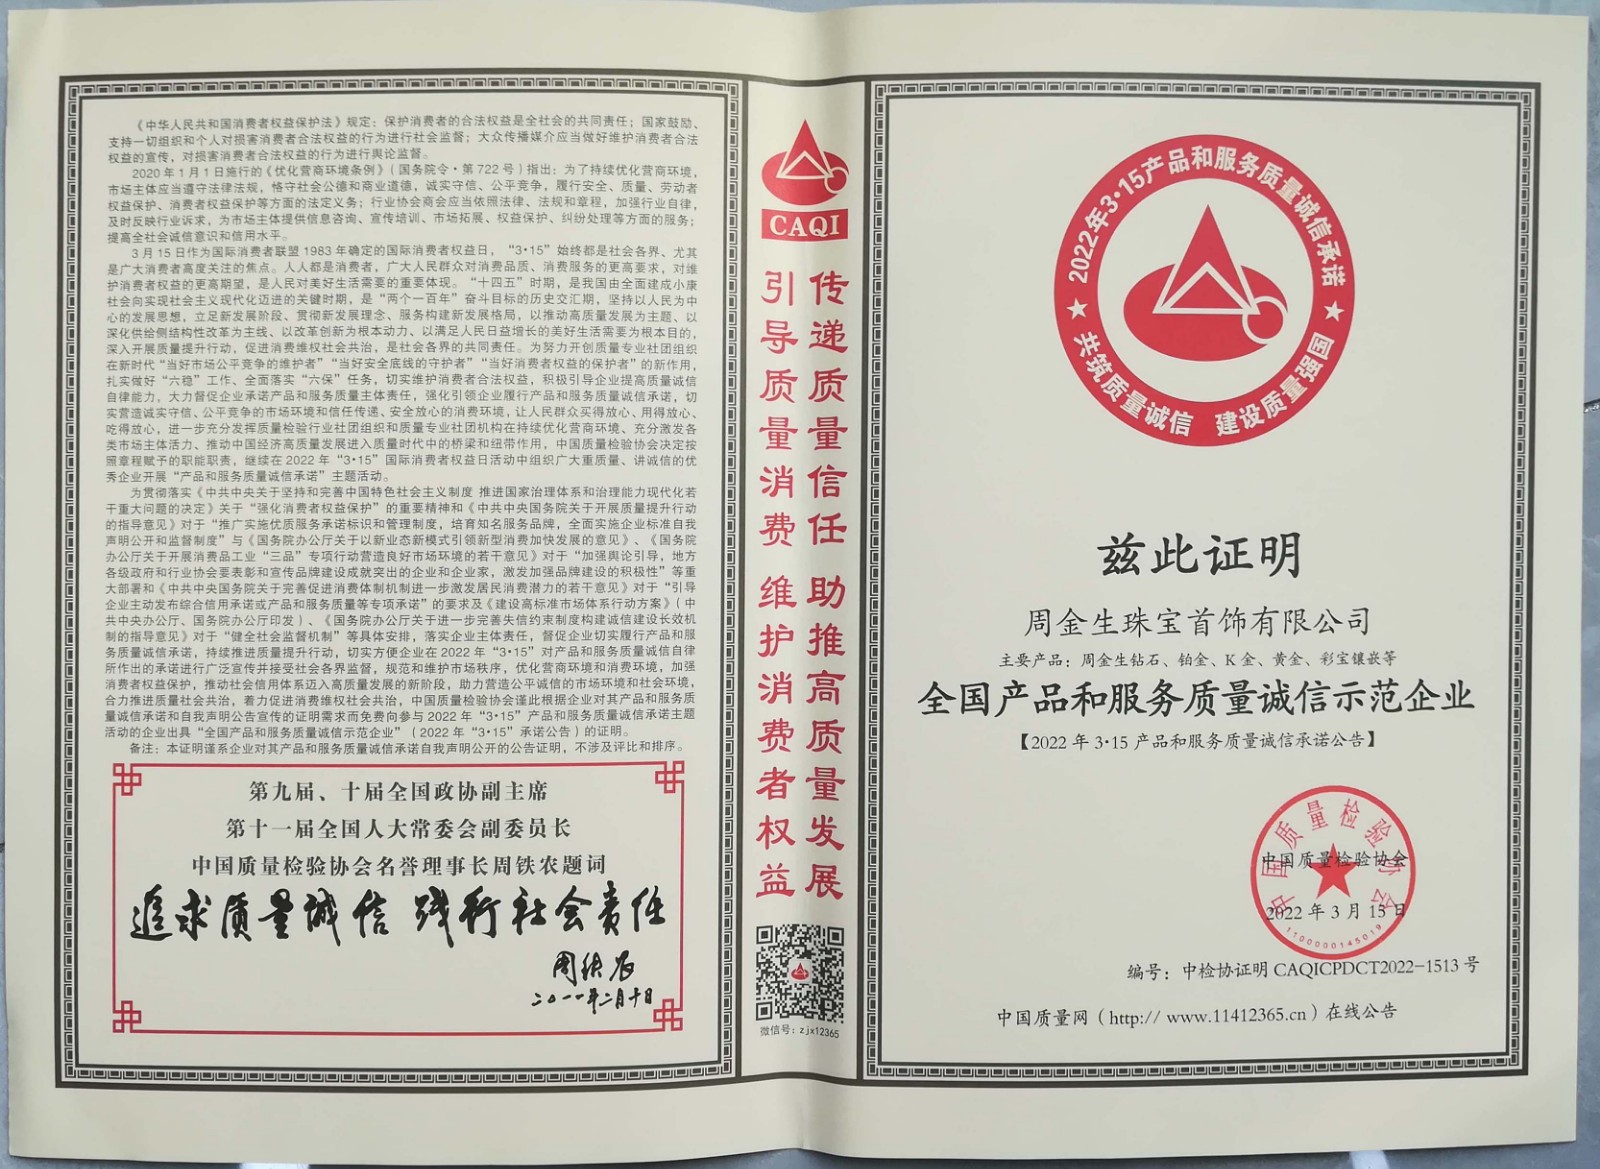 《中华人民共和国消费者权益保护法》规定：保护消费者的合法权益是全社会的共同责任；国家鼓励、
支持一切组织和个人对损害消费者合法权益的行为进行社会监督；大众传播媒介应当做好维护消费者合法
权益的宣传，对损害消费者合法权益的行为进行舆论监督。
2020年1月1日施行的《优化营商环境条例》（国务院令·第722号）指出：为了持续优化营商环境，
市场主体应当遵守法律法规，恪守社会公德和商业道德，诚实守信、公平竞争，履行安全、质量、劳动者
权益保护、消费者权益保护等方面的法定义务；行业协会商会应当依照法律、法规和章程，加强行业自律，
及时反映行业诉求，为市场主体提供信息咨询、宣传培训、市场拓展、权益保护、纠纷处理等方面的服务；
提高全社会诚信意识和信用水平。
3月15日作为国际消费者联盟1983年确定的国际消费者权益日，“3·15”始终都是社会各界、尤其
是广大消费者高度关注的焦点。人人都是消费者，广大人民群众对消费品质、消费服务的更高要求，对维
护消费者权益的更高期望，是人民对美好生活需要的重要体现。“十四五”时期，是我国由全面建成小康
社会向实现社会主义现代化迈进的关键时期，是“两个一百年”奋斗目标的历史交汇期，坚持以人民为中
心的发展思想，立足新发展阶段、贯彻新发展理念、服务构建新发展格局，以推动高质量发展为主题、以
深化供给侧结构性改革为主线、以改革创新为根本动力、以满足人民日益增长的美好生活需要为根本目的，
深入开展质量提升行动，促进消费维权社会共治，是社会各界的共同责任。为努力开创质量专业社团组织
在新时代“当好市场公平竞争的维护者”“当好安全底线的守护者”“当好消费者权益的保护者”的新作用，
扎实做好“六稳”工作、全面落实“六保”任务，切实维护消费者合法权益，积极引导企业提高质量诚信
自律能力，大力督促企业承诺产品和服务质量主体责任，强化引领企业履行产品和服务质量诚信承诺，切
实营造诚实守信、公平竞争的市场环境和信任传递、安全放心的消费环境，让人民群众买得放心、用得放心、
吃得放心，进一步充分发挥质量检验行业社团组织和质量专业社团机构在持续优化营商环境、充分激发各
类市场主体活力、推动中国经济高质量发展进入质量时代中的桥梁和纽带作用，中国质量检验协会决定按
照章程赋予的职能职责，继续在2022年“3·15”国际消费者权益日活动中组织广大重质量、讲诚信的优
秀企业开展“产品和服务质量诚信承诺”主题活动。
为贯彻落实《中共中央关于坚持和完善中国特色社会主义制度 推进国家治理体系和治理能力现代化若
干重大问题的决定》关于“强化消费者权益保护”的重要精神和《中共中央国务院关于开展质量提升行动
的指导意见》对于“推广实施优质服务承诺标识和管理制度，培育知名服务品牌，全面实施企业标准自我
声明公开和监督制度”与《国务院办公厅关于以新业态新模式引领新型消费加快发展的意见》、《国务院
办公厅关于开展消费品工业“三品”专项行动营造良好市场环境的若干意见》对于“加强舆论引导，地方
各级政府和行业协会要表彰和宣传品牌建设成就突出的企业和企业家，激发加强品牌建设的积极性”等重
大部署和《中共中央国务院关于完善促进消费体制机制进一步激发居民消费潜力的若干意见》对于“引导
企业主动发布综合信用承诺或产品和服务质量等专项承诺”的要求及《建设高标准市场体系行动方案》（中
共中央办公厅、国务院办公厅印发）、《国务院办公厅关于进一步完善失信约束制度构建诚信建设长效机
制的指导意见》对于“健全社会监督机制”等具体安排，落实企业主体责任，督促企业切实履行产品和服
务质量诚信承诺，持续推进质量提升行动，切实方便企业在2022年“3·15”对产品和服务质量诚信自律
所作出的承诺进行广泛宣传并接受社会各界监督，规范和维护市场秩序，优化营商环境和消费环境，加强
消费者权益保护，推动社会信用体系迈入高质量发展的新阶段，助力营造公平诚信的市场环境和社会环境，
合力推进质量社会共治，着力促进消费维权社会共治，中国质量检验协会谨此根据企业对其产品和服务质
量诚信承诺和自我声明公告宣传的证明需求而免费向参与2022年“3·15”产品和服务质量诚信承诺主题
活动的企业出具“全国产品和服务质量诚信示范企业”（2022年“3·15”承诺公告）的证明。
备注：本证明谨系企业对其产品和服务质量诚信承诺自我声明公开的公告证明，不涉及评比和排序。
第九届、十届全国政协副主席
第十一届全国人大常委会副委员长
中国质量检验协会名誉理事长周铁农题词
追求质量诚信 践行社会责任
周铁农
二〇一一年二月十日
CAQI
传递质量信任 助推高质量发展
引导质量消费 维护消费者权益
微信号：zjx12365
2022年3·15产品和服务质量诚信承诺
共筑质量诚信 建设质量强国
兹此证明
周金生珠宝首饰有限公司
主要产品：周金生钻石、铂金、K金、黄金、彩宝镶嵌等
全国产品和服务质量诚信示范企业
【2022年3·15产品和服务质量诚信承诺公告】
中国质量检验协会
中国质量检验协会
2022年3月15日
1100000145019
编号：中检协证明CAQICPDCT2022-1513号
中国质量网（http:// www.11412365.cn）在线公告